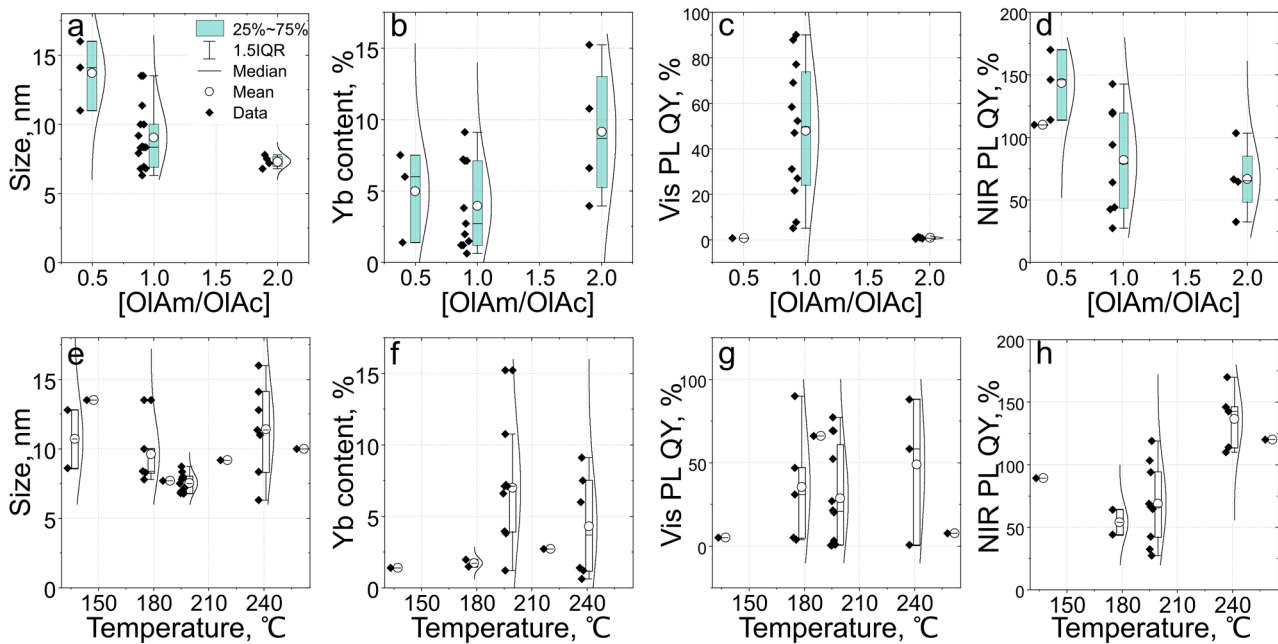 a
Size, nm
15
10
5
0
0.5
1.0
1.5
2.0
[OlAm/OlAc]
25%~75%
1.5IQR
Median
Mean
Data
b
Yb content, %
15
10
5
0
0.5
1.0
1.5
2.0
[OlAm/OlAc]
c
Vis PL QY, %
100
80
60
40
20
0
0.5
1.0
1.5
2.0
[OlAm/OlAc]
d
NIR PL QY, %
200
150
100
50
0
0.5
1.0
1.5
2.0
[OlAm/OlAc]
e
Size, nm
15
10
5
0
150
180
210
240
Temperature, ℃
f
Yb content, %
15
10
5
0
150
180
210
240
Temperature, ℃
g
Vis PL QY, %
100
50
0
150
180
210
240
Temperature, ℃
h
NIR PL QY, %
200
150
100
50
0
150
180
210
240
Temperature, ℃